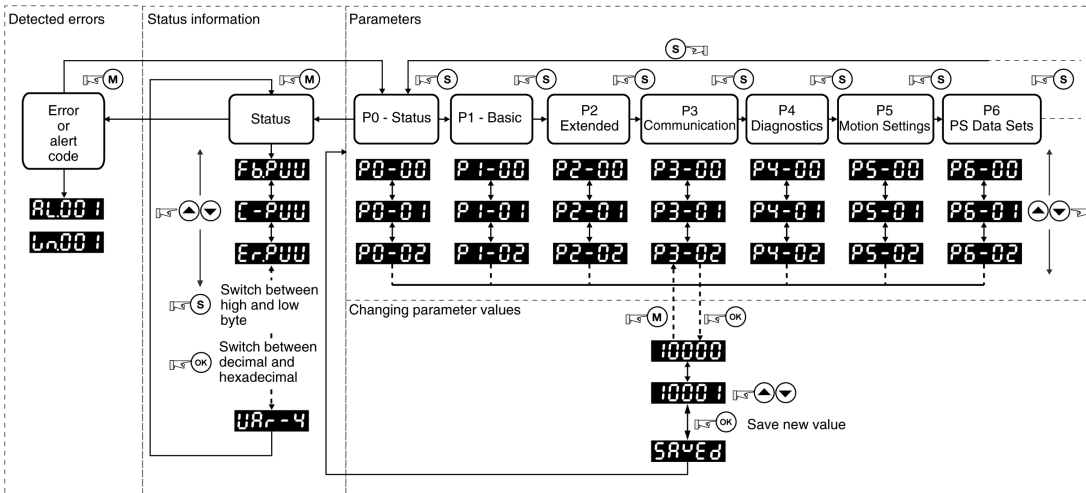 Detected errors
Status information
Parameters
S
M
M
S
S
S
S
S
S
S
Error
or
alert
code
Status
P0 - Status
P1 - Basic
P2
Extended
P3
Communication
P4
Diagnostics
P5
Motion Settings
P6
PS Data Sets
Fb.PUU
P0-00
P1-00
P2-00
P3-00
P4-00
P5-00
P6-00
AL.001
C-PUU
P0-01
P1-01
P2-01
P3-01
P4-01
P5-01
P6-01
Ln.001
Er.PUU
P0-02
P1-02
P2-02
P3-02
P4-02
P5-02
P6-02
S
Switch between
high and low
byte
OK
Switch between
decimal and
hexadecimal
UAr-4
Changing parameter values
M
OK
10000
10001
OK
Save new value
SAVEd